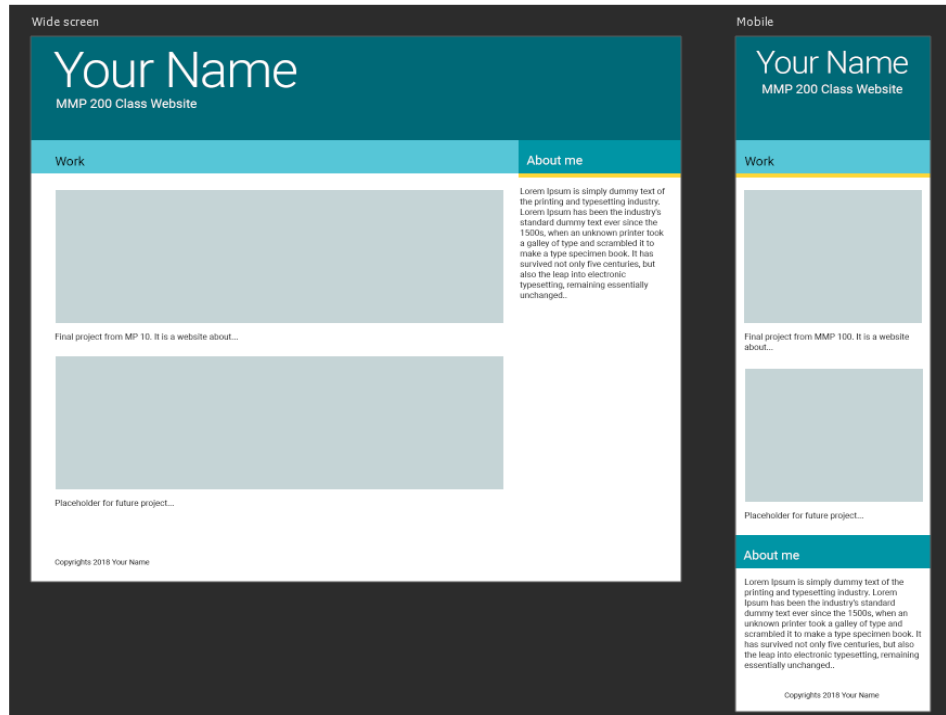 Wide screen
Your Name
MMP 200 Class Website
Work
About me
Lorem Ipsum is simply dummy text of
the printing and typesetting industry.
Lorem Ipsum has been the industry's
standard dummy text ever since the
1500s, when an unknown printer took
a galley of type and scrambled it to
make a type specimen book. It has
survived not only five centuries, but
also the leap into electronic
typesetting, remaining essentially
unchanged..
Final project from MP 10. It is a website about...
Placeholder for future project...
Copyrights 2018 Your Name
Mobile
Your Name
MMP 200 Class Website
Work
Final project from MMP 100. It is a website
about...
Placeholder for future project...
About me
Lorem Ipsum is simply dummy text of the
printing and typesetting industry. Lorem
Ipsum has been the industry's standard
dummy text ever since the 1500s, when an
unknown printer took a galley of type and
scrambled it to make a type specimen book. It
has survived not only five centuries, but also
the leap into electronic typesetting, remaining
essentially unchanged..
Copyrights 2018 Your Name